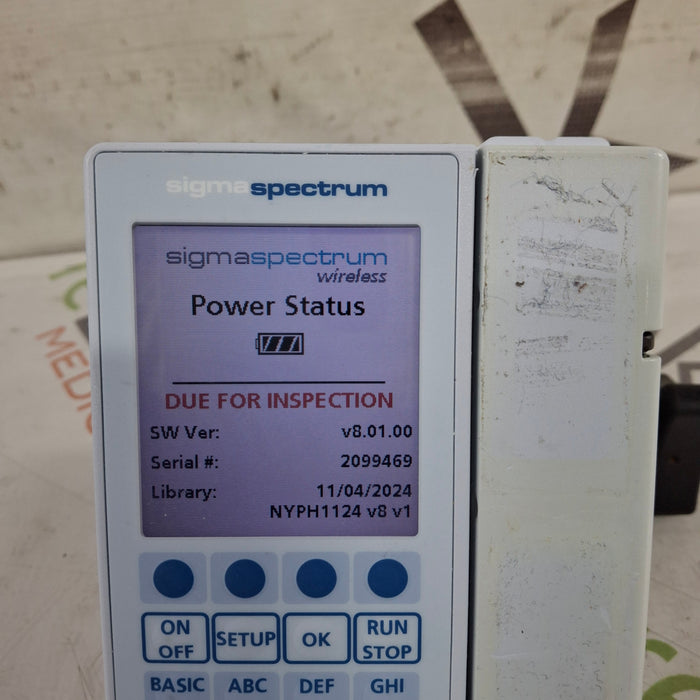 sigmaspectrum
sigmaspectrum
wireless
Power Status
DUE FOR INSPECTION
SW Ver: v8.01.00
Serial #: 2099469
Library: 11/04/2024
NYPH1124 v8 v1
ON OFF
SETUP
OK
RUN STOP
BASIC ABC DEF GHI